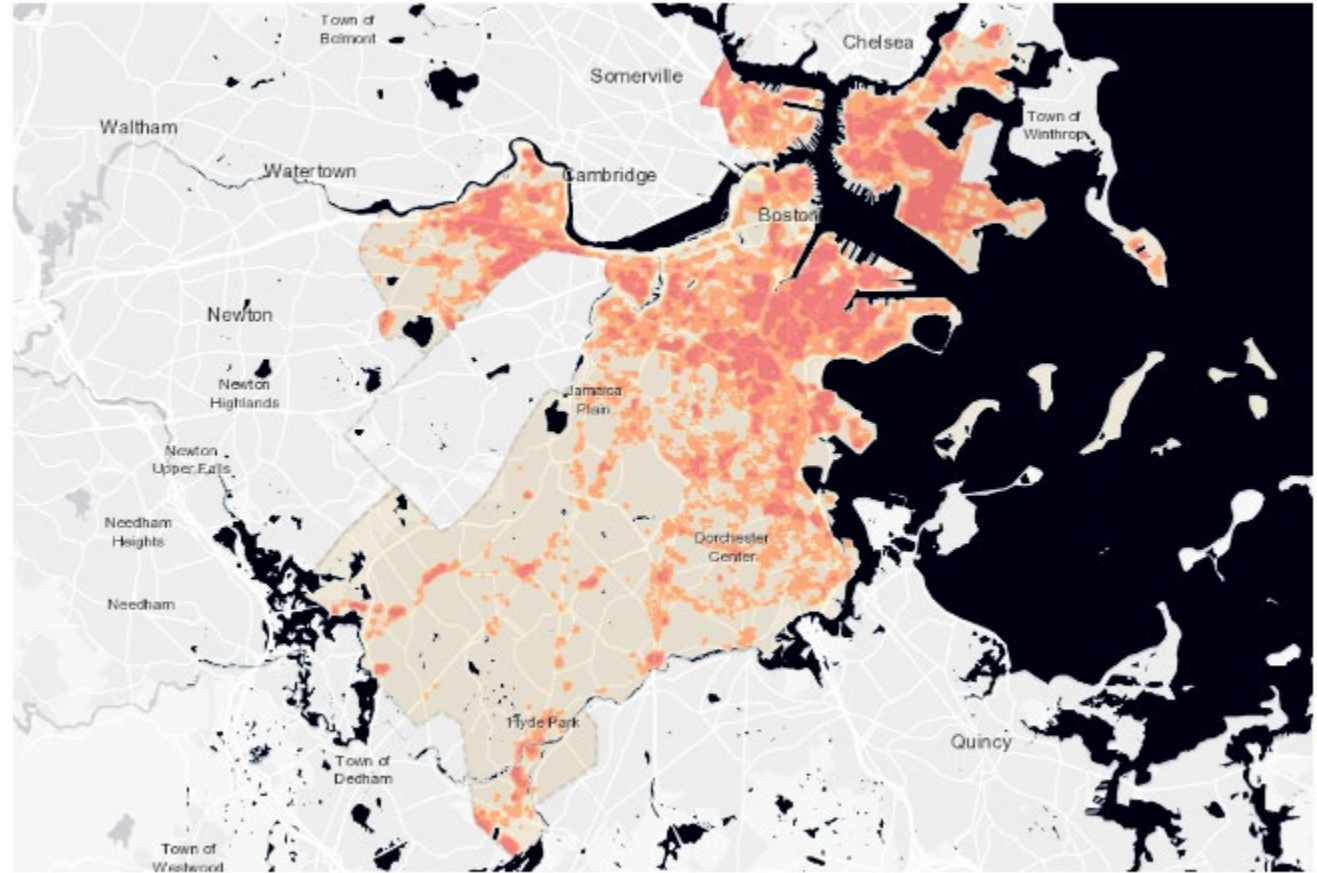 Town of
Belmont
Chelsea
Somerville
Waltham
Town of
Winthrop
Watertown
Cambridge
Boston
Newton
Jamaica
Plain
Newton
Highlands
Newton
Upper Falls
Needham
Heights
Dorchester
Center
Needham
Hyde Park
Quincy
Town of
Dedham
Town of
Westwood